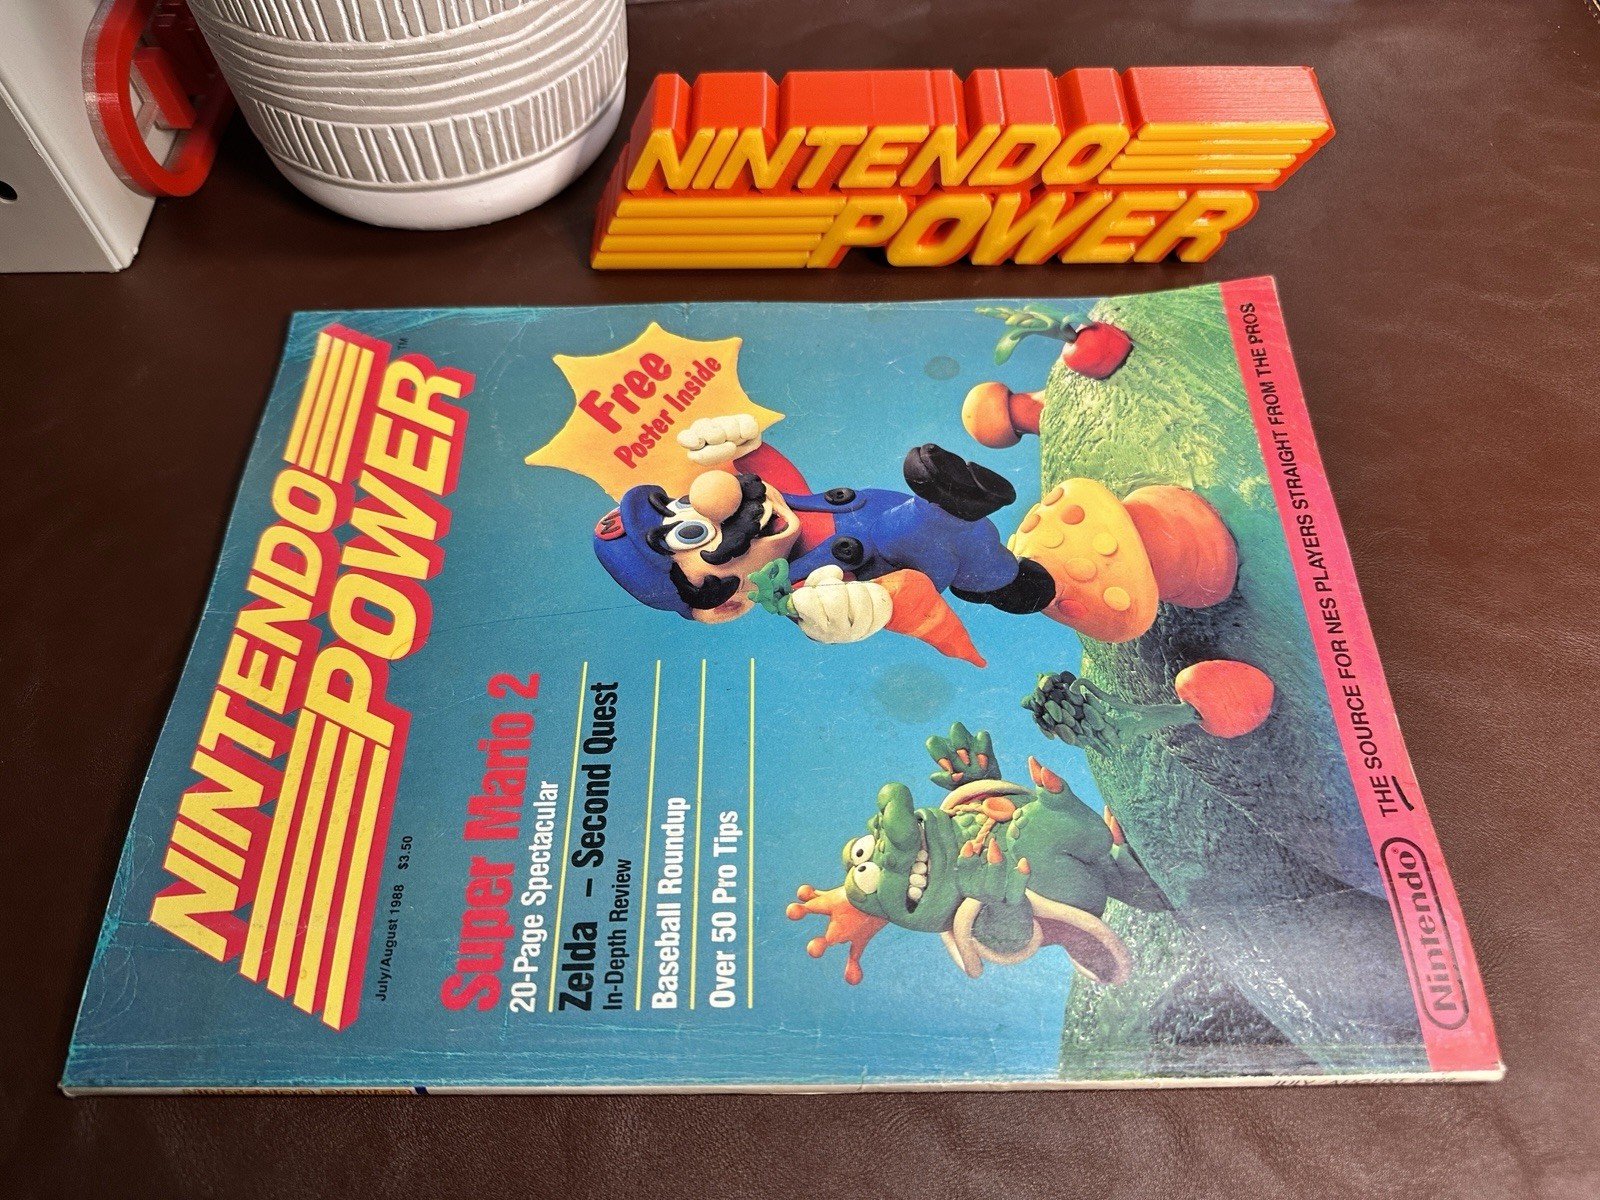 NINTENDO
POWER
NINTENDO
POWER
TM
July/August 1988 $3.50
Free
Poster Inside
M
Super Mario 2
20-Page Spectacular
Zelda – Second Quest
In-Depth Review
Baseball Roundup
Over 50 Pro Tips
Nintendo
THE SOURCE FOR NES PLAYERS STRAIGHT FROM THE PROS